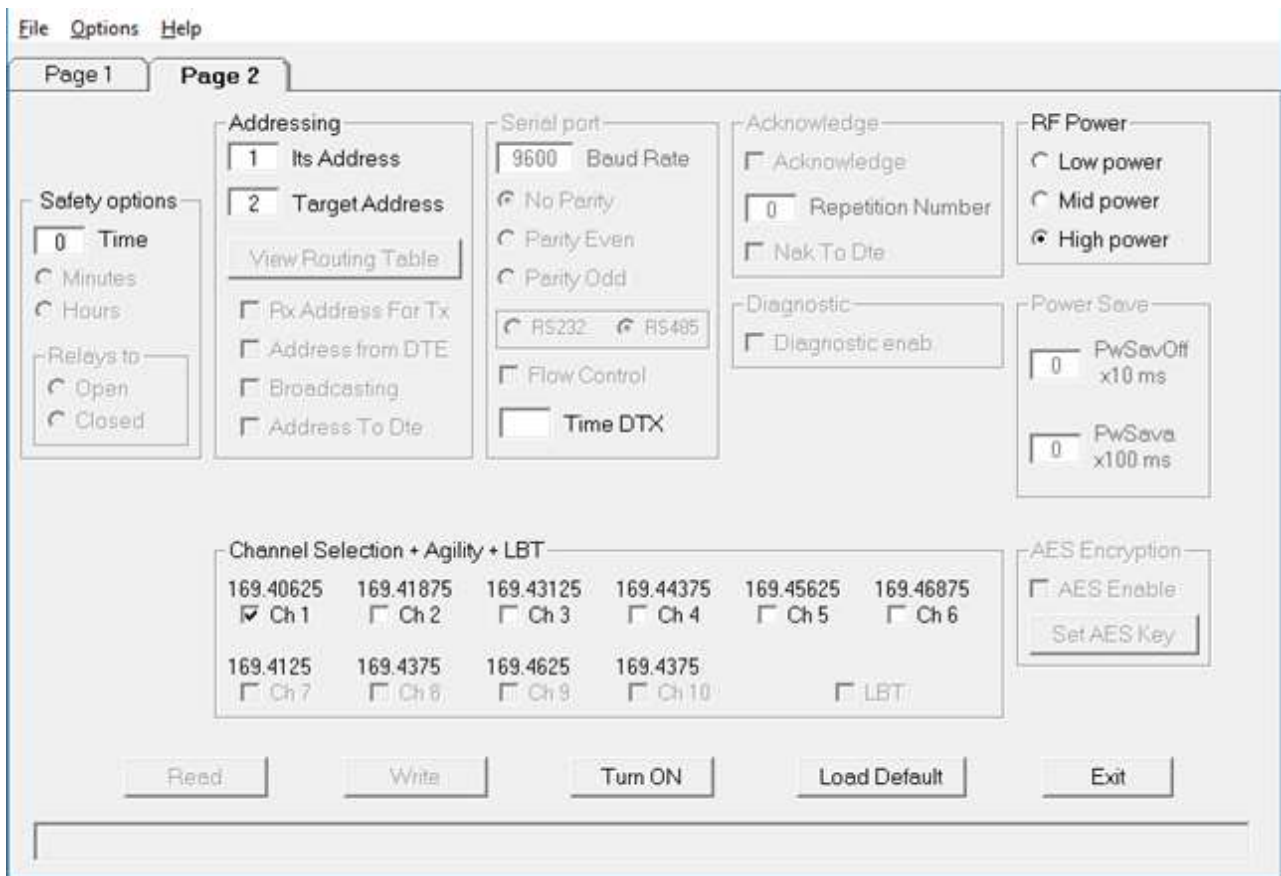 File Options Help
Page 1 Page 2
Safety options
0 Time
Minutes
Hours
Relays to
Open
Closed
Addressing
1 Its Address
2 Target Address
View Routing Table
Rx Address For Tx
Address from DTE
Broadcasting
Address To Dte
Serial port
9600 Baud Rate
No Parity
Parity Even
Parity Odd
RS232 RS485
Flow Control
Time DTX
Acknowledge
Acknowledge
0 Repetition Number
Nak To Dte
Diagnostic
Diagnostic enab
RF Power
Low power
Mid power
High power
Power Save
0 PwSavOff
x10 ms
0 PwSava
x100 ms
Channel Selection + Agility + LBT
169.40625 169.41875 169.43125 169.44375 169.45625 169.46875
Ch 1 Ch 2 Ch 3 Ch 4 Ch 5 Ch 6
169.4125 169.4375 169.4625 169.4375
Ch 7 Ch 8 Ch 9 Ch 10 LBT
AES Encryption
AES Enable
Set AES Key
Read Write Turn ON Load Default Exit